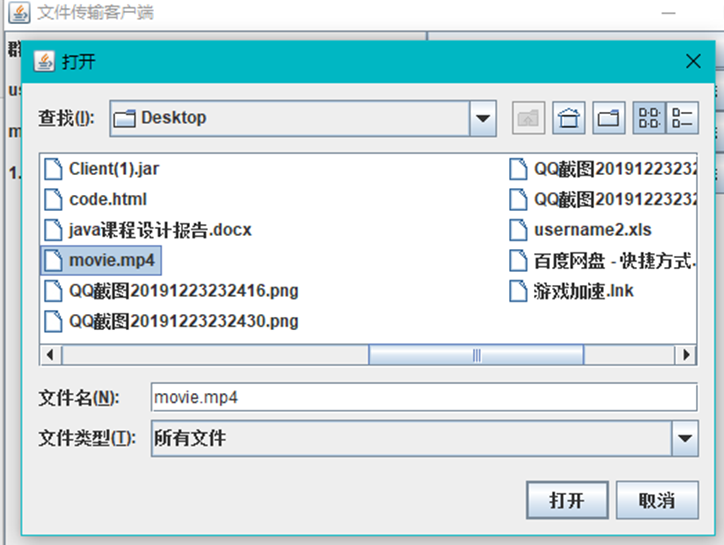 文件传输客户端
群
打开
查找(I):
Desktop
Client(1).jar
code.html
java课程设计报告.docx
movie.mp4
QQ截图20191223232416.png
QQ截图20191223232430.png
QQ截图2019122323
QQ截图2019122323
username2.xls
百度网盘 - 快捷方式.
游戏加速.lnk
文件名(N):
movie.mp4
文件类型(T):
所有文件
打开
取消
us
m
1.